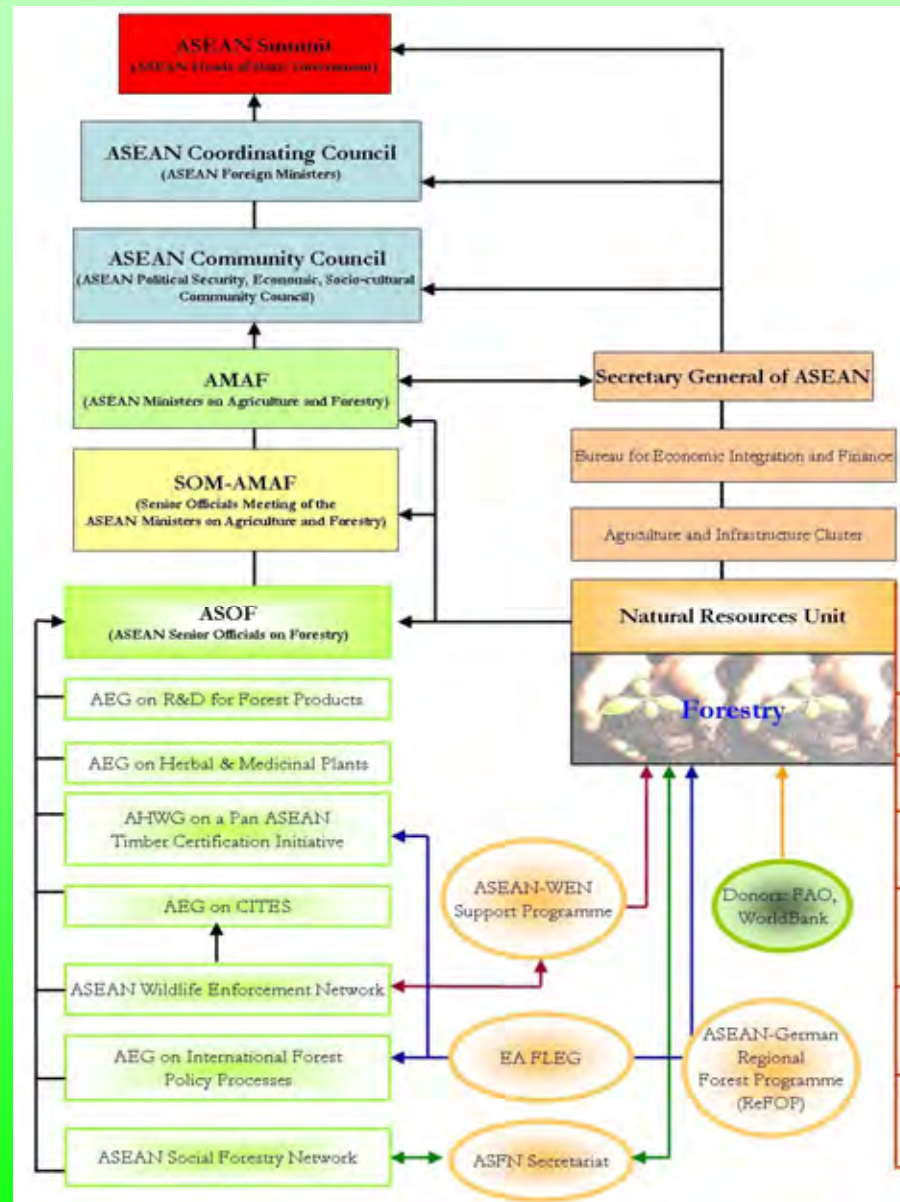 ASEAN Summit
(ASEAN Heads of State/Government)
ASEAN Coordinating Council
(ASEAN Foreign Ministers)
ASEAN Community Council
(ASEAN Political Security, Economic, Socio-cultural
Community Council)
AMAF
(ASEAN Ministers on Agriculture and Forestry)
SOM-AMAF
(Senior Officials Meeting of the
ASEAN Ministers on Agriculture and Forestry)
ASOF
(ASEAN Senior Officials on Forestry)
AEG on R&D for Forest Products
AEG on Herbal & Medicinal Plants
AHWG on a Pan ASEAN
Timber Certification Initiative
AEG on CITES
ASEAN Wildlife Enforcement Network
AEG on International Forest
Policy Processes
ASEAN Social Forestry Network
Secretary General of ASEAN
Bureau for Economic Integration and Finance
Agriculture and Infrastructure Cluster
Natural Resources Unit
Forestry
ASEAN-WEN
Support Programme
Donors: FAO,
WorldBank
EA FLEG
ASEAN-German
Regional
Forest Programme
(ReFOP)
ASFN Secretariat